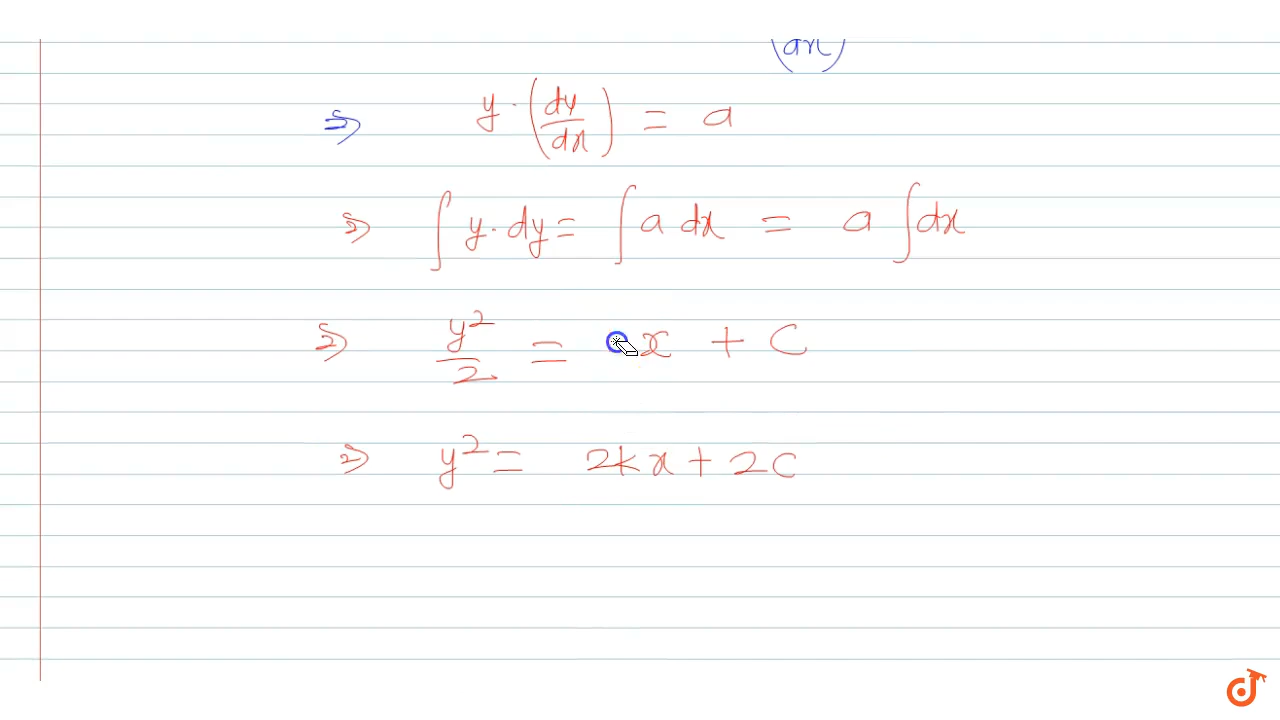 ⇒ y · (dy/dx) = a
⇒ ∫ y · dy = ∫ a dx = a ∫ dx
⇒ y²/2 = x + C
⇒ y² = 2kx + 2C